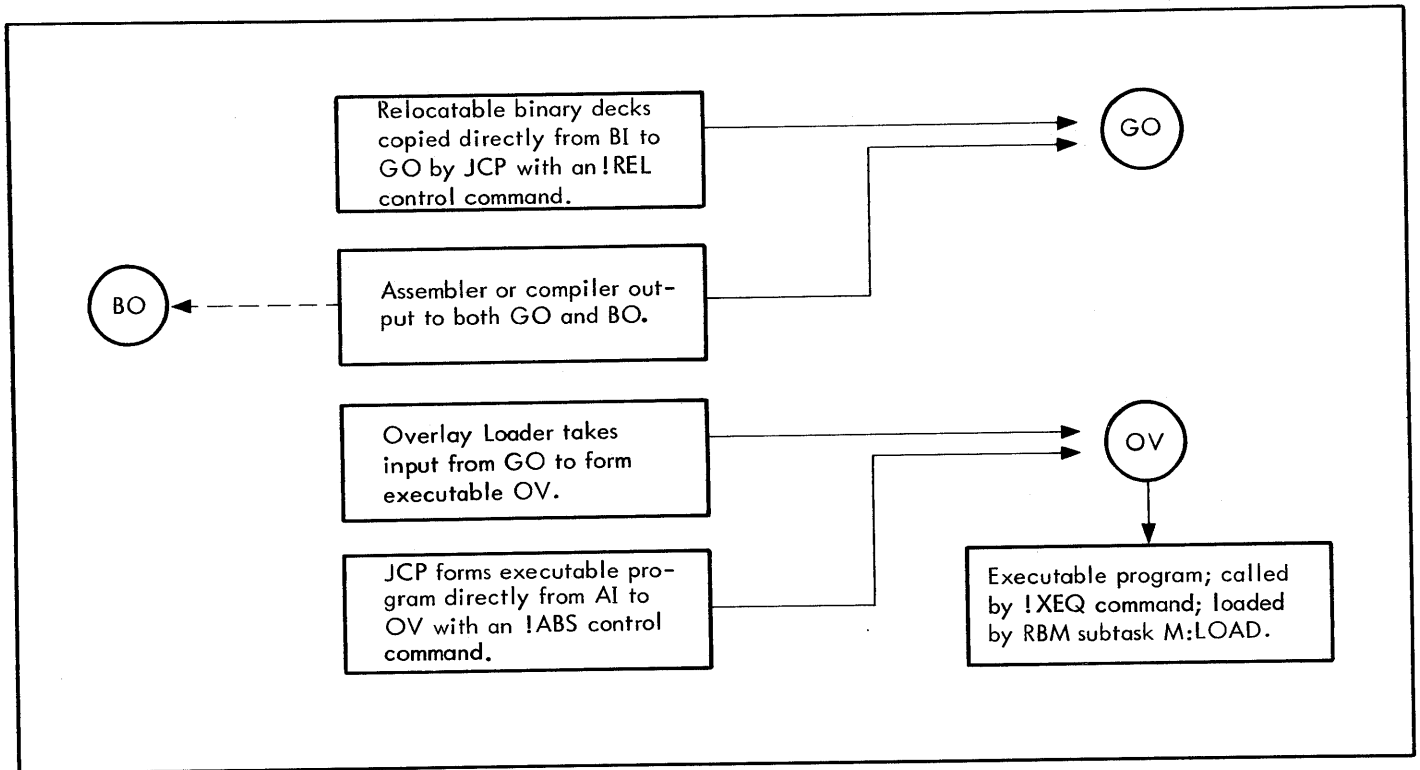 Relocatable binary decks
copied directly from BI to
GO by JCP with an !REL
control command.
GO
BO
Assembler or compiler out-
put to both GO and BO.
Overlay Loader takes
input from GO to form
executable OV.
OV
JCP forms executable pro-
gram directly from AI to
OV with an !ABS control
command.
Executable program; called
by !XEQ command; loaded
by RBM subtask M:LOAD.